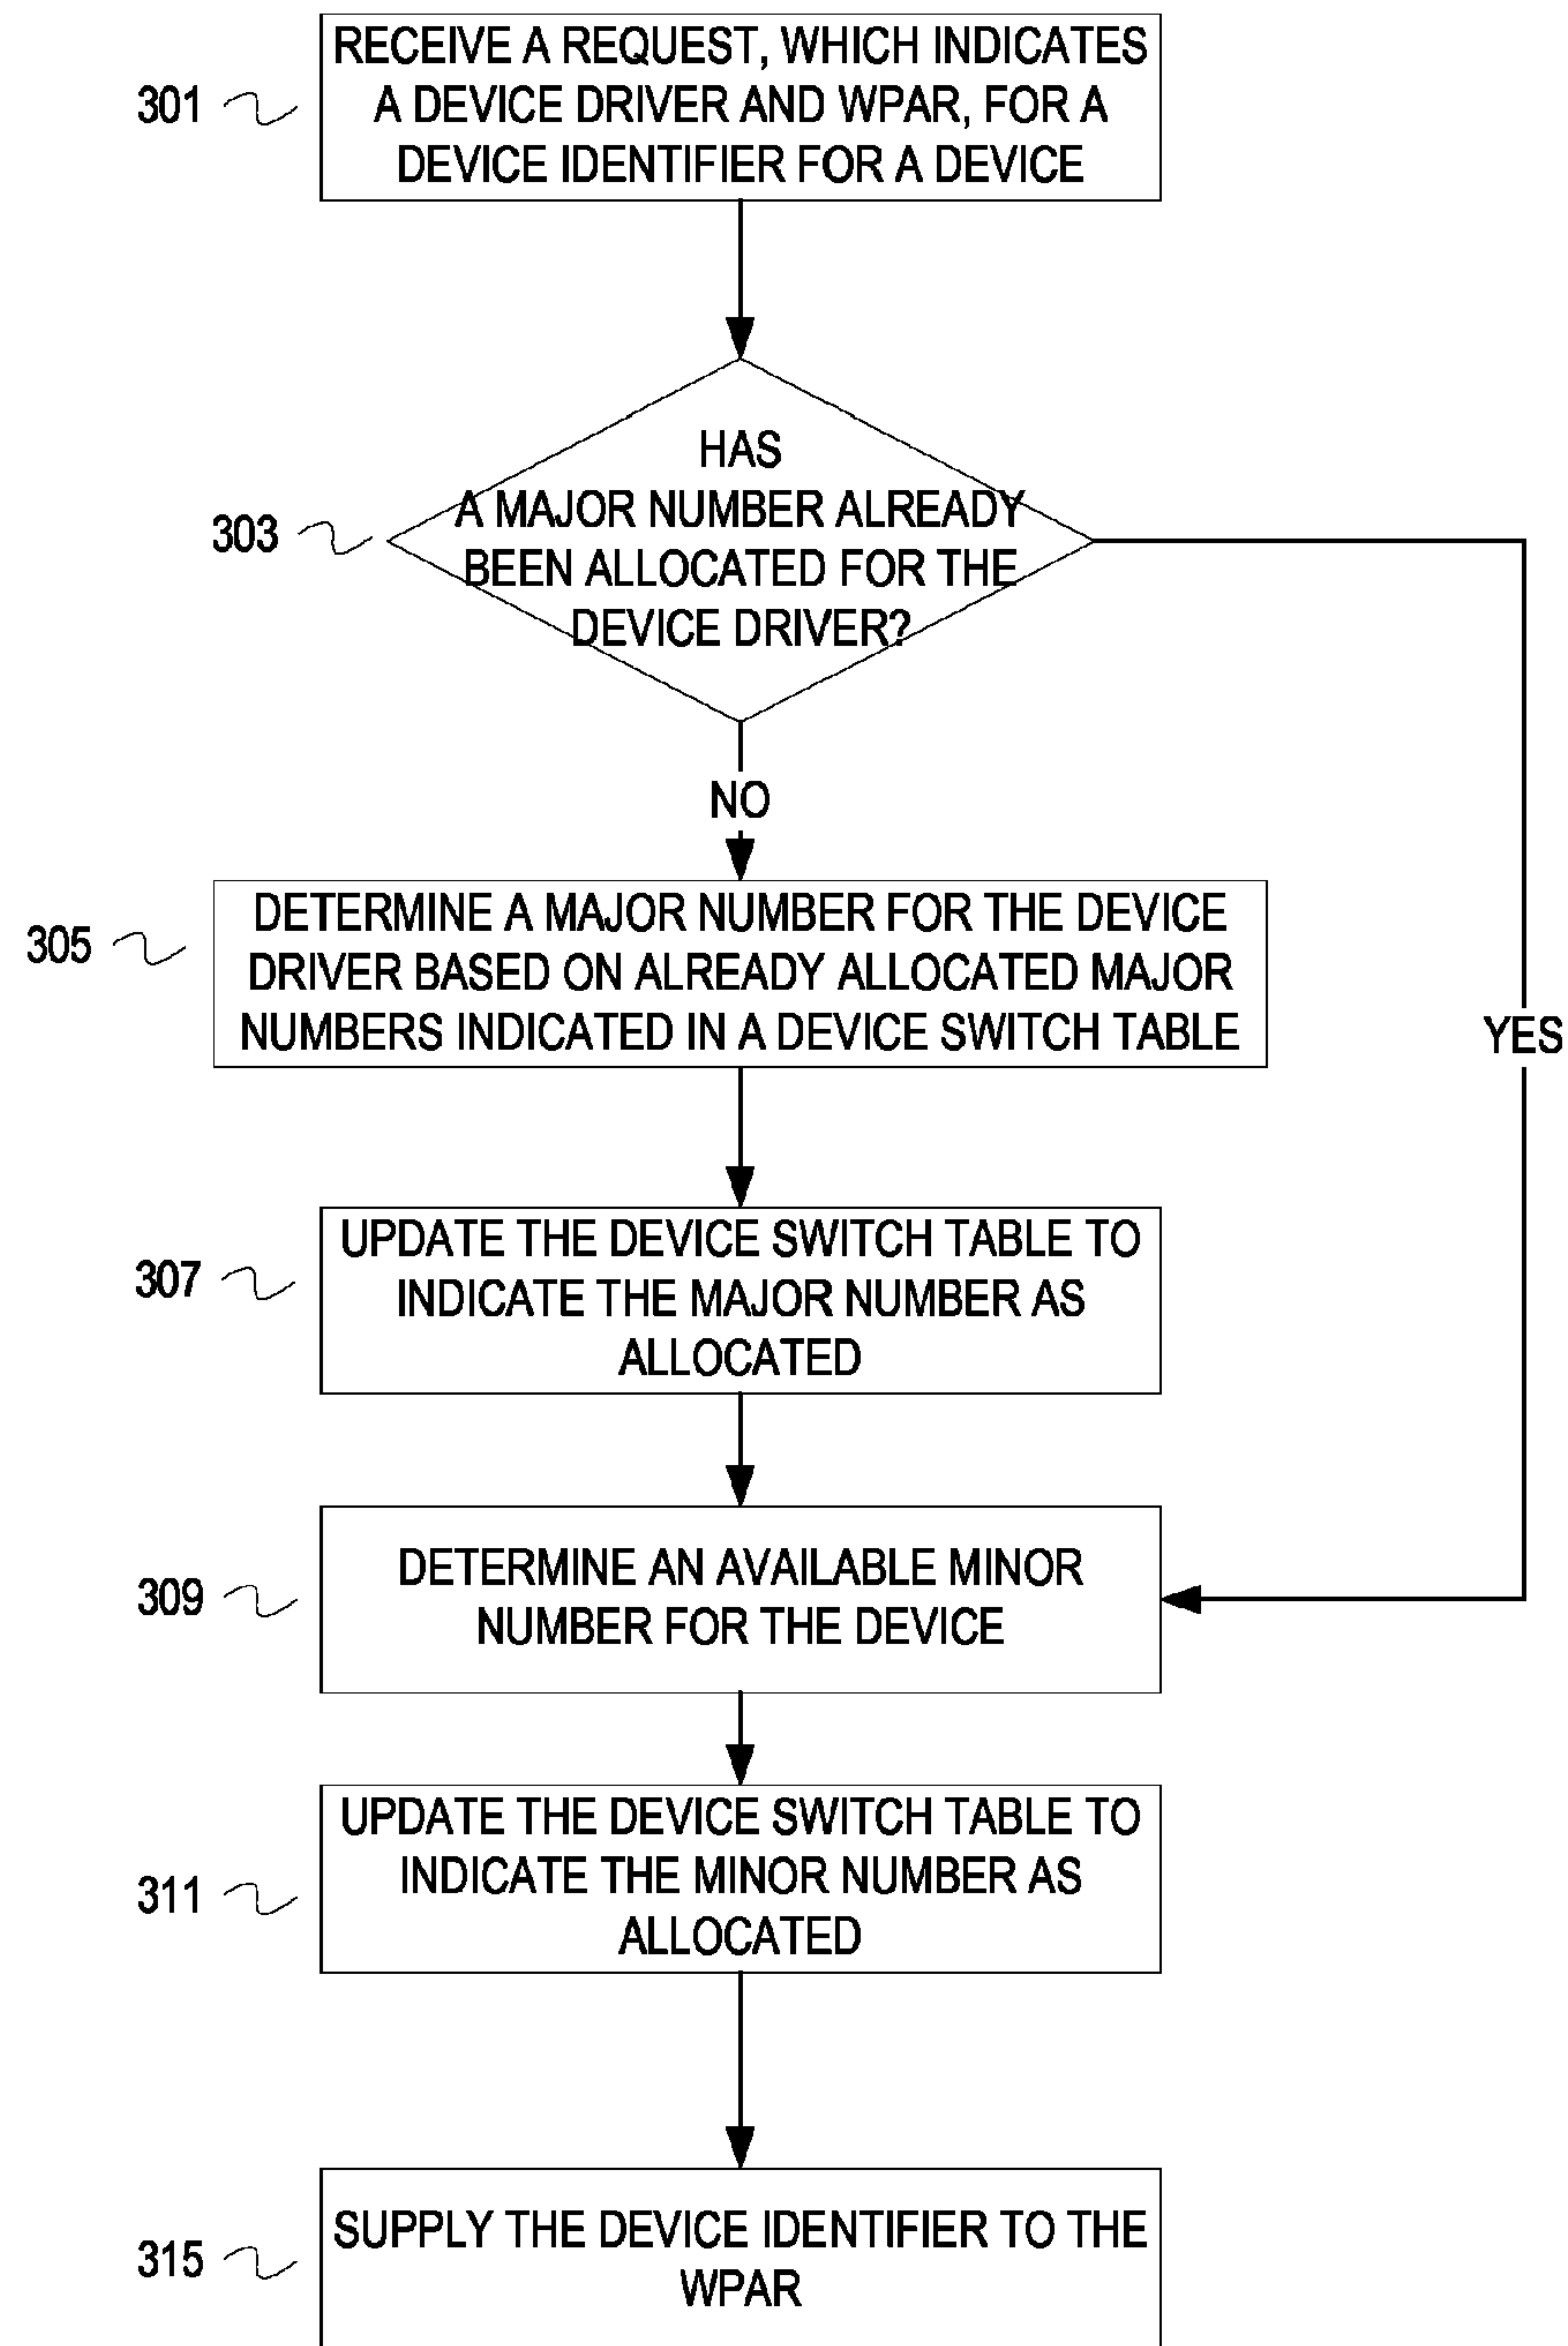 RECEIVE A REQUEST, WHICH INDICATES
301
A DEVICE DRIVER AND WPAR, FOR A
DEVICE IDENTIFIER FOR A DEVICE
HAS
A MAJOR NUMBER ALREADY
303
BEEN ALLOCATED FOR THE
DEVICE DRIVER?
NO
DETERMINE A MAJOR NUMBER FOR THE DEVICE
305
DRIVER BASED ON ALREADY ALLOCATED MAJOR
NUMBERS INDICATED IN A DEVICE SWITCH TABLE
YES
UPDATE THE DEVICE SWITCH TABLE TO
307
INDICATE THE MAJOR NUMBER AS
ALLOCATED
DETERMINE AN AVAILABLE MINOR
309
NUMBER FOR THE DEVICE
UPDATE THE DEVICE SWITCH TABLE TO
311
INDICATE THE MINOR NUMBER AS
ALLOCATED
SUPPLY THE DEVICE IDENTIFIER TO THE
315
WPAR